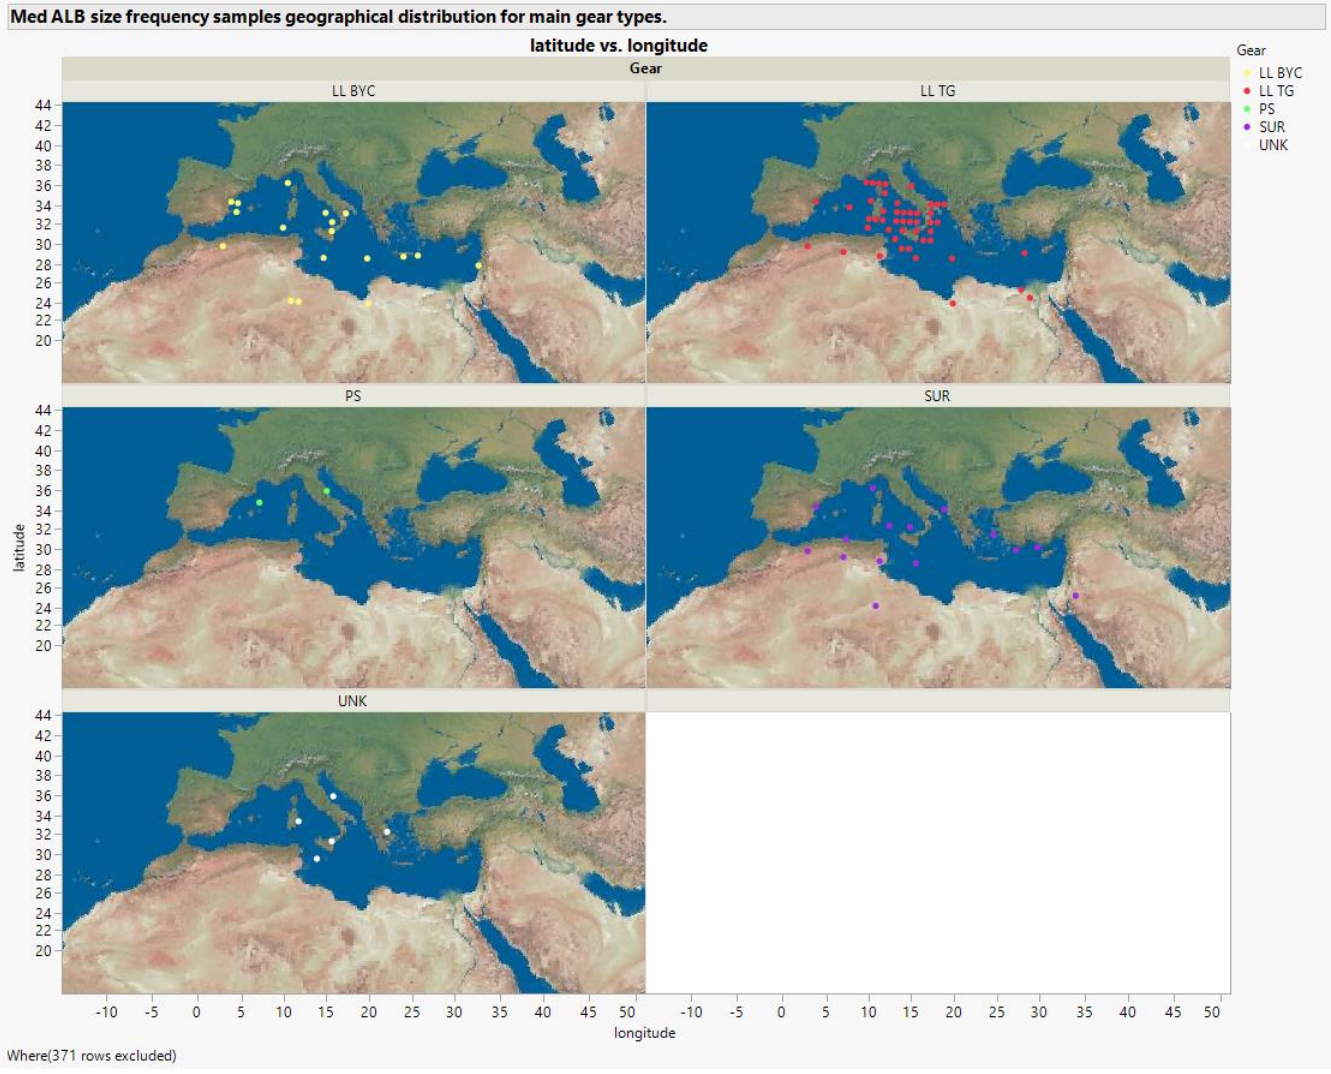 Med ALB size frequency samples geographical distribution for main gear types.
latitude vs. longitude
Gear
LL BYC
LL TG
Gear
LL BYC
LL TG
PS
SUR
UNK
44
42
40
38
36
34
32
30
28
26
24
22
20
PS
SUR
44
42
40
38
36
34
32
30
28
26
24
22
20
latitude
UNK
44
42
40
38
36
34
32
30
28
26
24
22
20
-10 -5 0 5 10 15 20 25 30 35 40 45 50
-10 -5 0 5 10 15 20 25 30 35 40 45 50
longitude
Where(371 rows excluded)